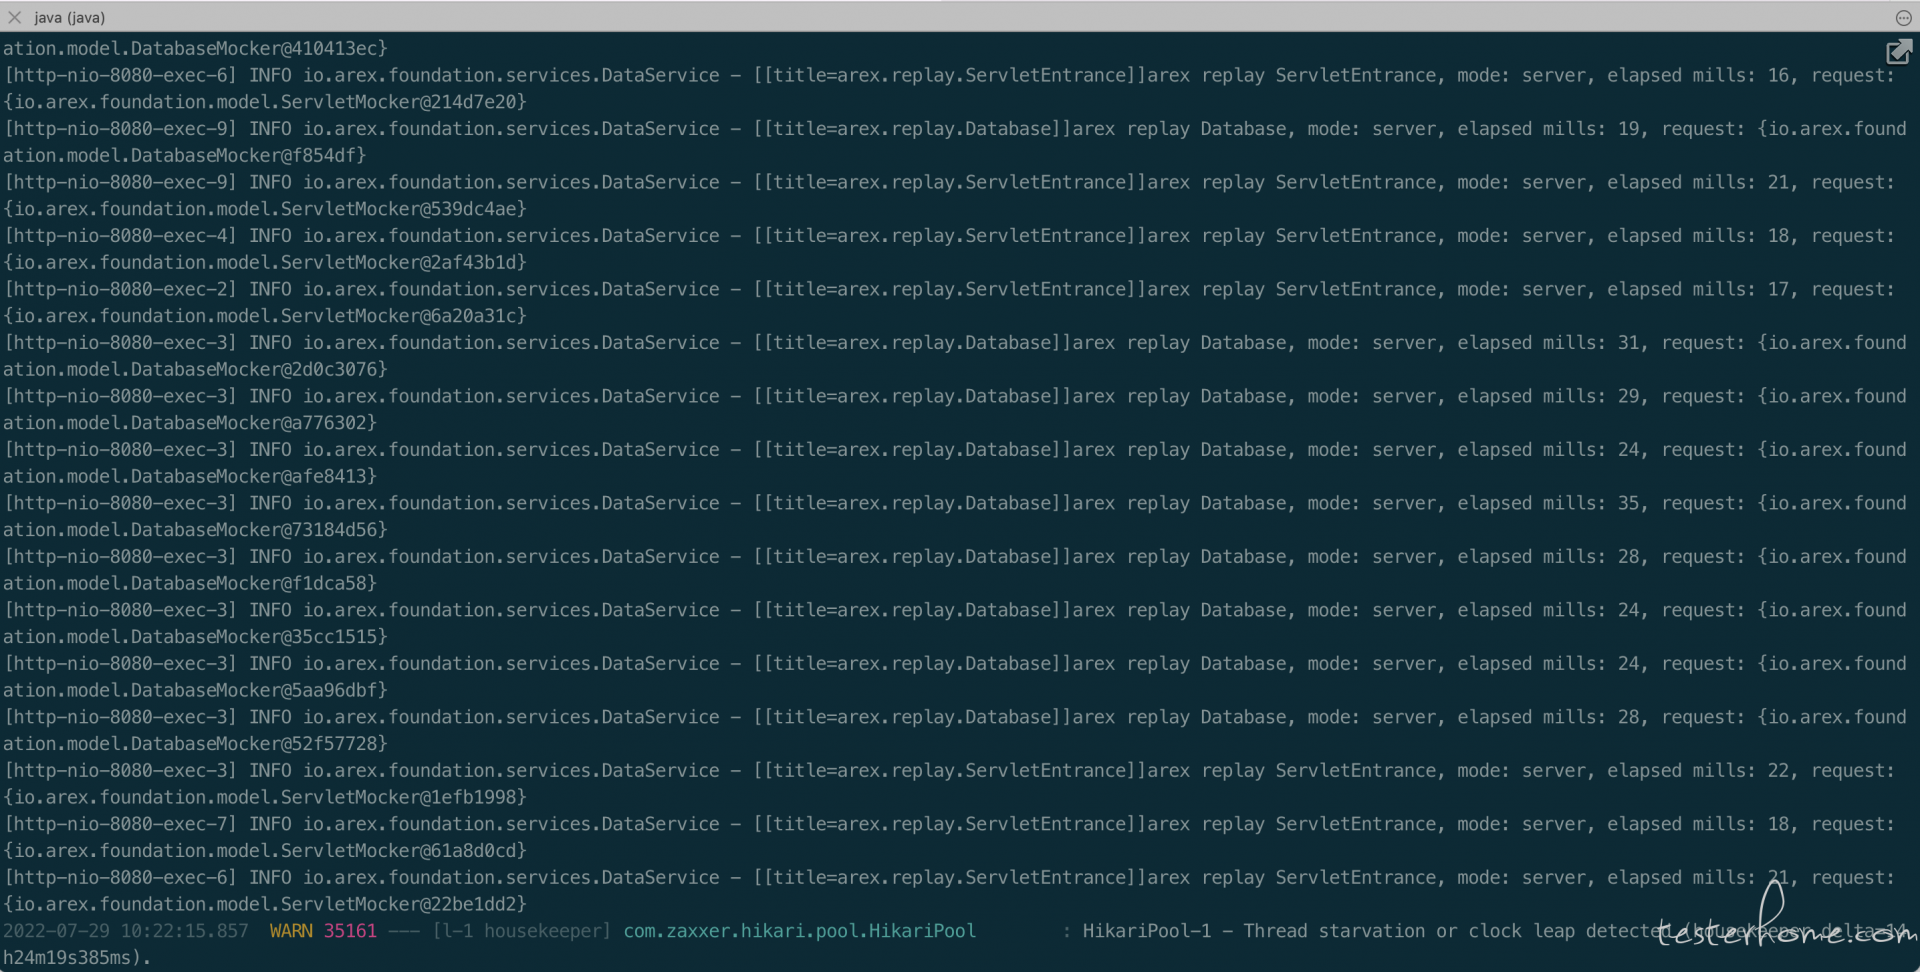 java (java)
ation.model.DatabaseMocker@410413ec}
[http-nio-8080-exec-6] INFO io.arex.foundation.services.DataService - [[title=arex.replay.ServletEntrance]]arex replay ServletEntrance, mode: server, elapsed mills: 16, request:
{io.arex.foundation.model.ServletMocker@214d7e20}
[http-nio-8080-exec-9] INFO io.arex.foundation.services.DataService - [[title=arex.replay.Database]]arex replay Database, mode: server, elapsed mills: 19, request: {io.arex.found
ation.model.DatabaseMocker@f854df}
[http-nio-8080-exec-9] INFO io.arex.foundation.services.DataService - [[title=arex.replay.ServletEntrance]]arex replay ServletEntrance, mode: server, elapsed mills: 21, request:
{io.arex.foundation.model.ServletMocker@539dc4ae}
[http-nio-8080-exec-4] INFO io.arex.foundation.services.DataService - [[title=arex.replay.ServletEntrance]]arex replay ServletEntrance, mode: server, elapsed mills: 18, request:
{io.arex.foundation.model.ServletMocker@2af43b1d}
[http-nio-8080-exec-2] INFO io.arex.foundation.services.DataService - [[title=arex.replay.ServletEntrance]]arex replay ServletEntrance, mode: server, elapsed mills: 17, request:
{io.arex.foundation.model.ServletMocker@6a20a31c}
[http-nio-8080-exec-3] INFO io.arex.foundation.services.DataService - [[title=arex.replay.Database]]arex replay Database, mode: server, elapsed mills: 31, request: {io.arex.found
ation.model.DatabaseMocker@2d0c3076}
[http-nio-8080-exec-3] INFO io.arex.foundation.services.DataService - [[title=arex.replay.Database]]arex replay Database, mode: server, elapsed mills: 29, request: {io.arex.found
ation.model.DatabaseMocker@a776302}
[http-nio-8080-exec-3] INFO io.arex.foundation.services.DataService - [[title=arex.replay.Database]]arex replay Database, mode: server, elapsed mills: 24, request: {io.arex.found
ation.model.DatabaseMocker@afe8413}
[http-nio-8080-exec-3] INFO io.arex.foundation.services.DataService - [[title=arex.replay.Database]]arex replay Database, mode: server, elapsed mills: 35, request: {io.arex.found
ation.model.DatabaseMocker@73184d56}
[http-nio-8080-exec-3] INFO io.arex.foundation.services.DataService - [[title=arex.replay.Database]]arex replay Database, mode: server, elapsed mills: 28, request: {io.arex.found
ation.model.DatabaseMocker@f1dca58}
[http-nio-8080-exec-3] INFO io.arex.foundation.services.DataService - [[title=arex.replay.Database]]arex replay Database, mode: server, elapsed mills: 24, request: {io.arex.found
ation.model.DatabaseMocker@35cc1515}
[http-nio-8080-exec-3] INFO io.arex.foundation.services.DataService - [[title=arex.replay.Database]]arex replay Database, mode: server, elapsed mills: 24, request: {io.arex.found
ation.model.DatabaseMocker@5aa96dbf}
[http-nio-8080-exec-3] INFO io.arex.foundation.services.DataService - [[title=arex.replay.Database]]arex replay Database, mode: server, elapsed mills: 28, request: {io.arex.found
ation.model.DatabaseMocker@52f57728}
[http-nio-8080-exec-3] INFO io.arex.foundation.services.DataService - [[title=arex.replay.ServletEntrance]]arex replay ServletEntrance, mode: server, elapsed mills: 22, request:
{io.arex.foundation.model.ServletMocker@1efb1998}
[http-nio-8080-exec-7] INFO io.arex.foundation.services.DataService - [[title=arex.replay.ServletEntrance]]arex replay ServletEntrance, mode: server, elapsed mills: 18, request:
{io.arex.foundation.model.ServletMocker@61a8d0cd}
[http-nio-8080-exec-6] INFO io.arex.foundation.services.DataService - [[title=arex.replay.ServletEntrance]]arex replay ServletEntrance, mode: server, elapsed mills: 21, request:
{io.arex.foundation.model.ServletMocker@22be1dd2}
2022-07-29 10:22:15.857 WARN 35161 --- [l-1 housekeeper] com.zaxxer.hikari.pool.HikariPool : HikariPool-1 - Thread starvation or clock leap detected (housekeeper
h24m19s385ms).
testerhome.com